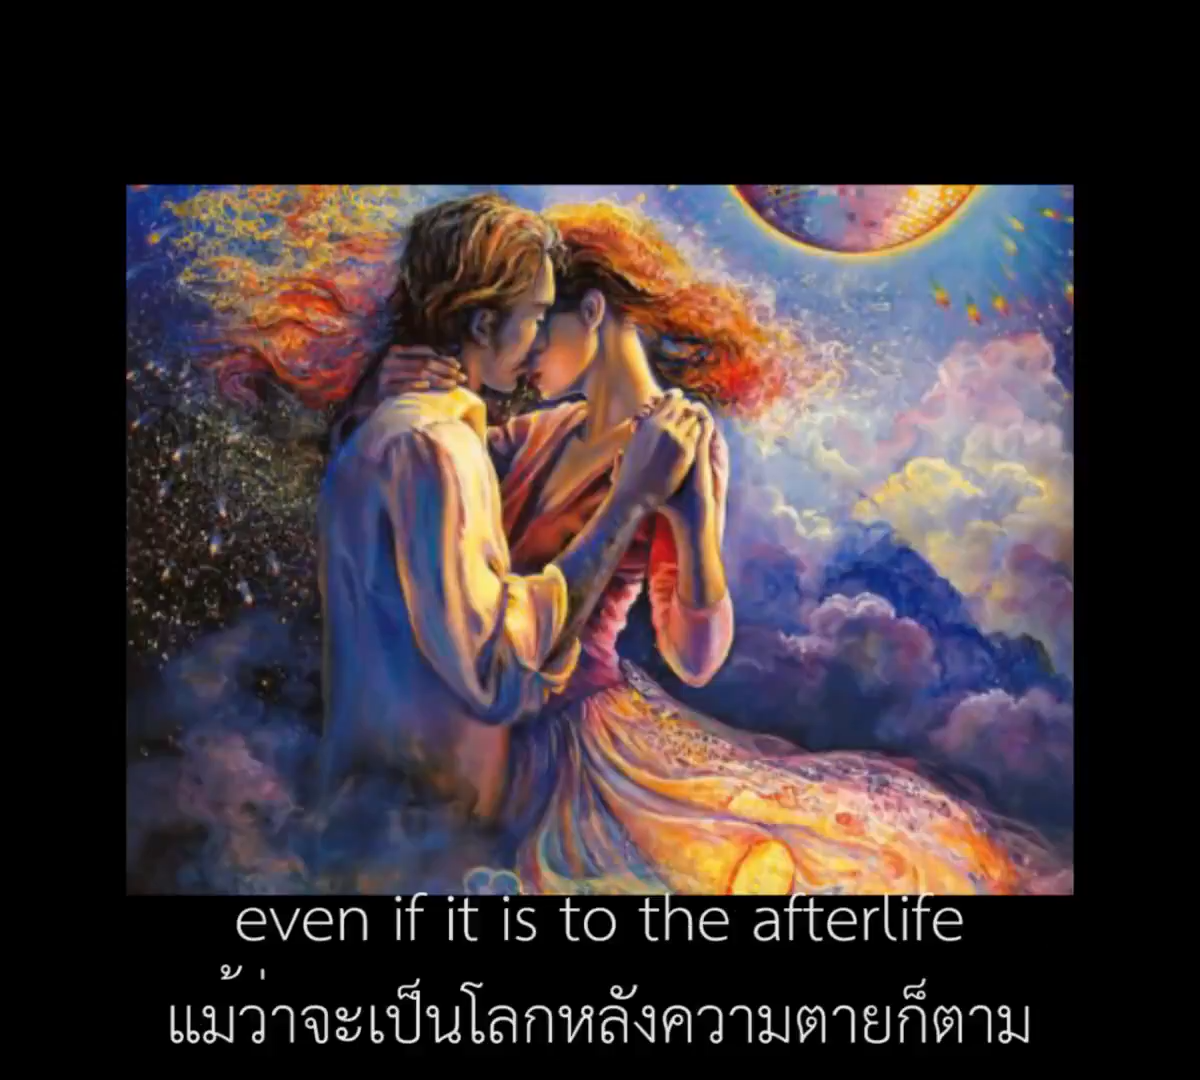 even if it is to the afterlife
แม้ว่าจะเป็นโลกหลังความตายก็ตาม